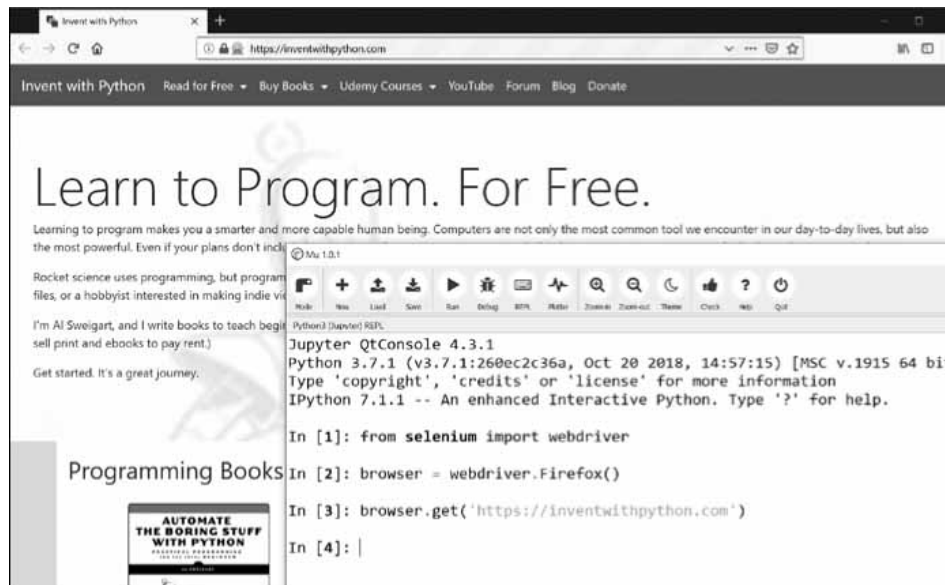 Invent with Python
https://inventwithpython.com
Invent with Python Read for Free Buy Books Udemy Courses YouTube Forum Blog Donate
Learn to Program. For Free.
Learning to program makes you a smarter and more capable human being. Computers are not only the most common tool we encounter in our day-to-day lives, but also
the most powerful. Even if your plans don't incl
Rocket science uses programming, but program
files, or a hobbyist interested in making indie vi
I'm Al Sweigart, and I write books to teach begi
sell print and ebooks to pay rent.)
Get started. It's a great journey.
Programming Books
AUTOMATE
THE BORING STUFF
WITH PYTHON
PRACTICAL PROGRAMMING
FOR TOTAL BEGINNERS
Mu 1.0.1
Mode New Load Save Run Debug REPL Plotter Zoom-in Zoom-out Theme Check Help Quit
Python3 (Jupyter) REPL
Jupyter QtConsole 4.3.1
Python 3.7.1 (v3.7.1:260ec2c36a, Oct 20 2018, 14:57:15) [MSC v.1915 64 bi
Type 'copyright', 'credits' or 'license' for more information
IPython 7.1.1 -- An enhanced Interactive Python. Type '?' for help.
In [1]: from selenium import webdriver
In [2]: browser = webdriver.Firefox()
In [3]: browser.get('https://inventwithpython.com')
In [4]: